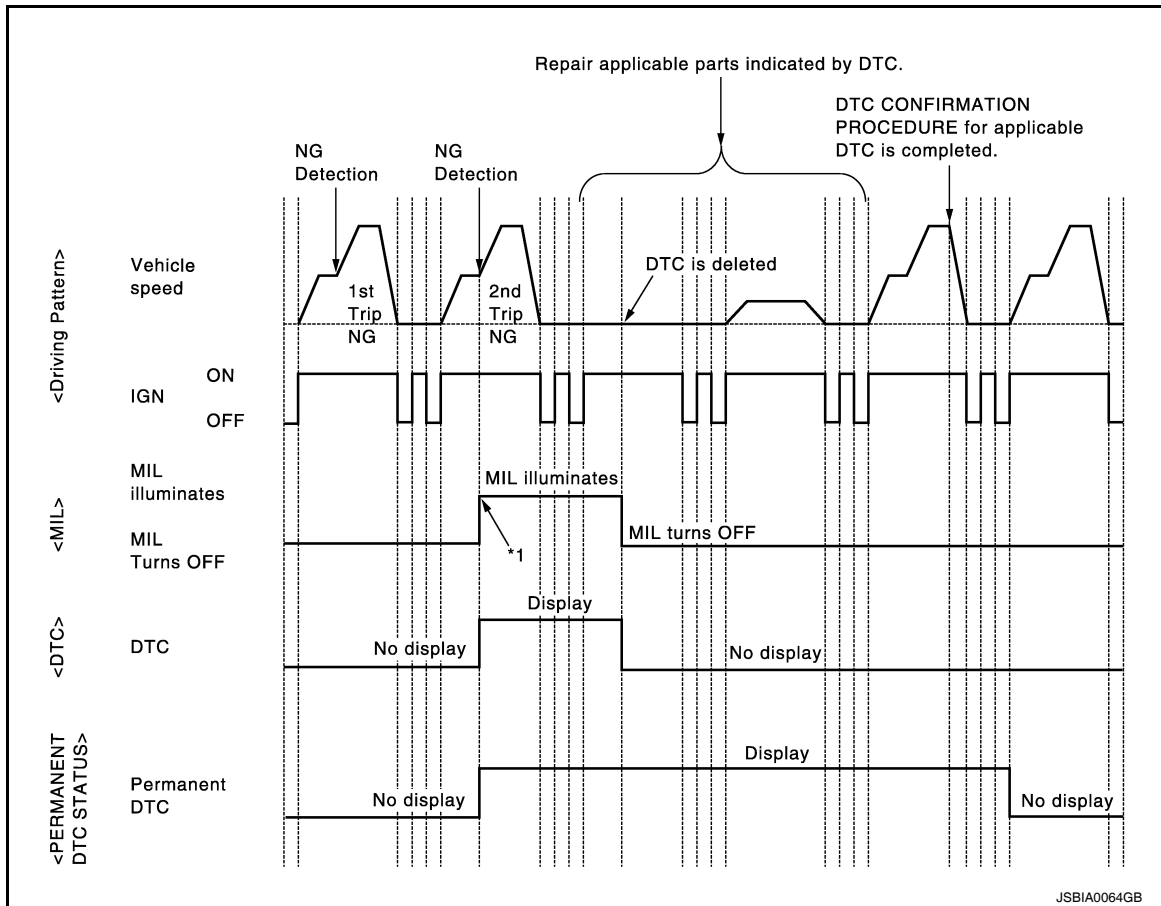 Repair applicable parts indicated by DTC.
DTC CONFIRMATION
PROCEDURE for applicable
DTC is completed.
NG
Detection
NG
Detection
<Driving Pattern>
Vehicle
speed
1st
Trip
NG
2nd
Trip
NG
DTC is deleted
IGN
ON
OFF
<MIL>
MIL
illuminates
MIL illuminates
MIL
Turns OFF
*1
MIL turns OFF
<DTC>
DTC
No display
Display
No display
<PERMANENT
DTC STATUS>
Permanent
DTC
No display
Display
No display
JSBIA0064GB